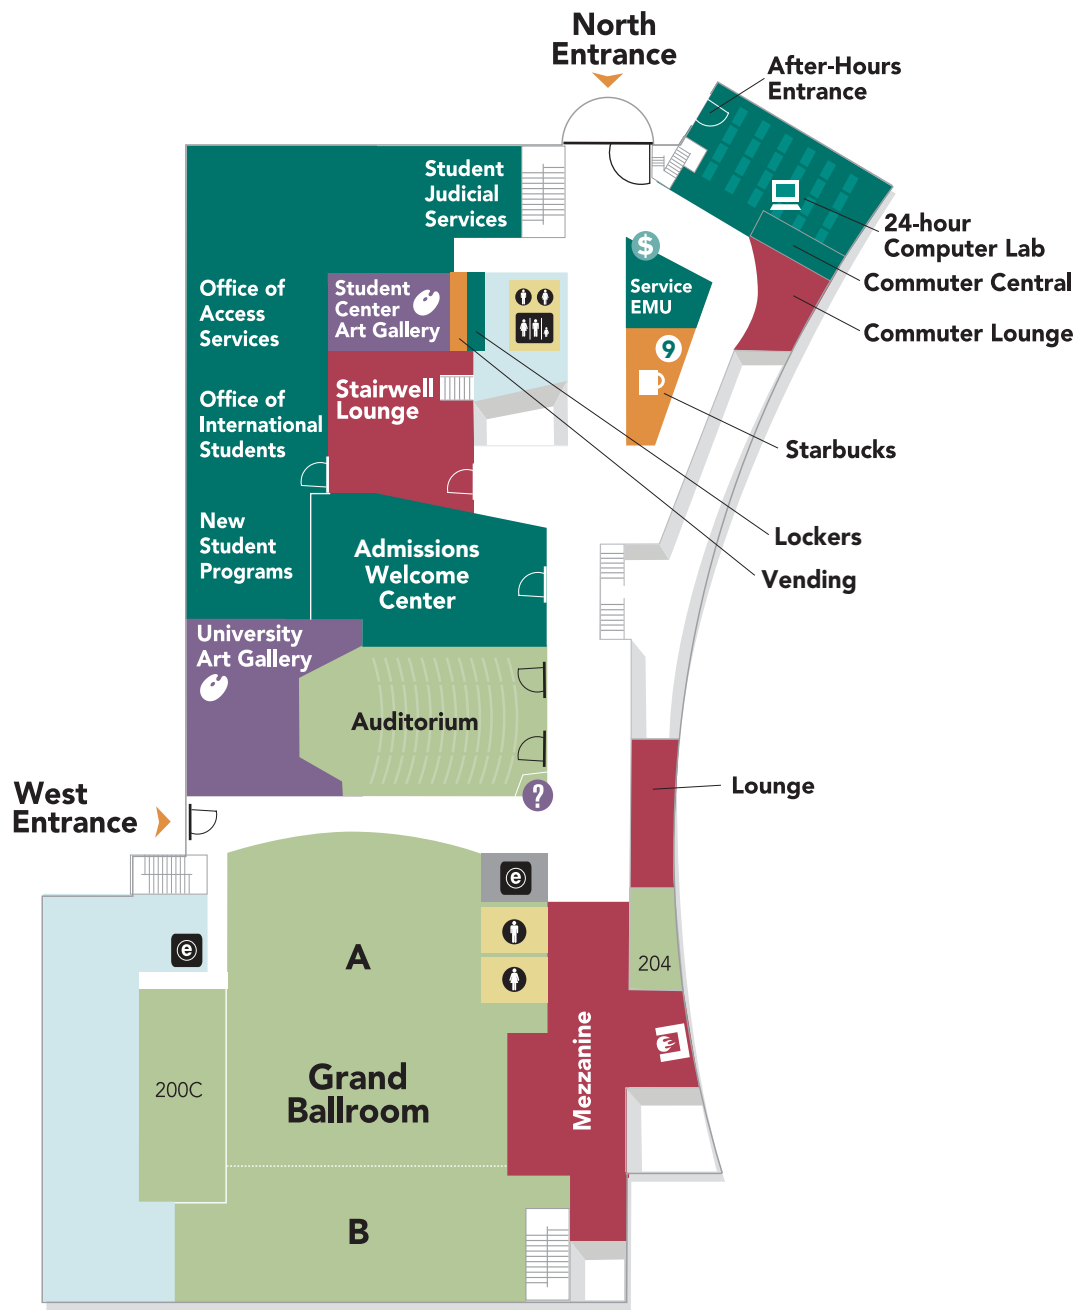 North
Entrance
After-Hours
Entrance
Student
Judicial
Services
24-hour
Computer Lab
Commuter Central
Commuter Lounge
$
Service
EMU
9
Starbucks
Office of
Access
Services
Student
Center
Art Gallery
Stairwell
Lounge
Office of
International
Students
Lockers
Vending
New
Student
Programs
Admissions
Welcome
Center
University
Art Gallery
Auditorium
?
Lounge
West
Entrance
e
e
A
204
Mezzanine
200C
Grand
Ballroom
B